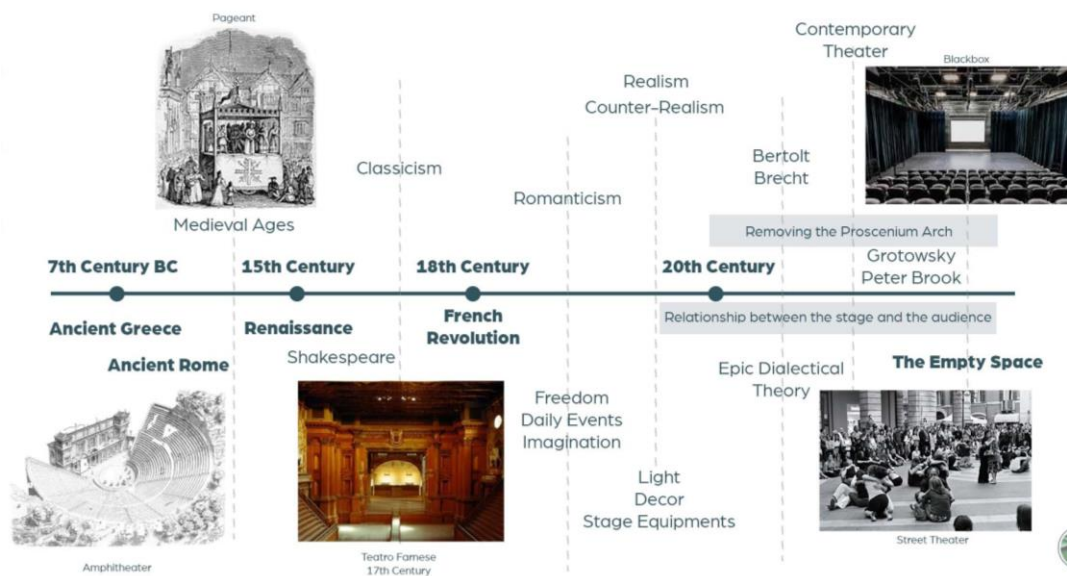 Pageant
Contemporary
Theater
Blackbox
Realism
Counter-Realism
Classicism
Bertolt
Brecht
Romanticism
Medieval Ages
Removing the Proscenium Arch
7th Century BC
15th Century
18th Century
20th Century
Grotowsky
Peter Brook
Ancient Greece
Renaissance
French
Revolution
Relationship between the stage and the audience
Ancient Rome
Shakespeare
Epic Dialectical
Theory
The Empty Space
Freedom
Daily Events
Imagination
Light
Decor
Stage Equipments
Amphitheater
Teatro Farnese
17th Century
Street Theater